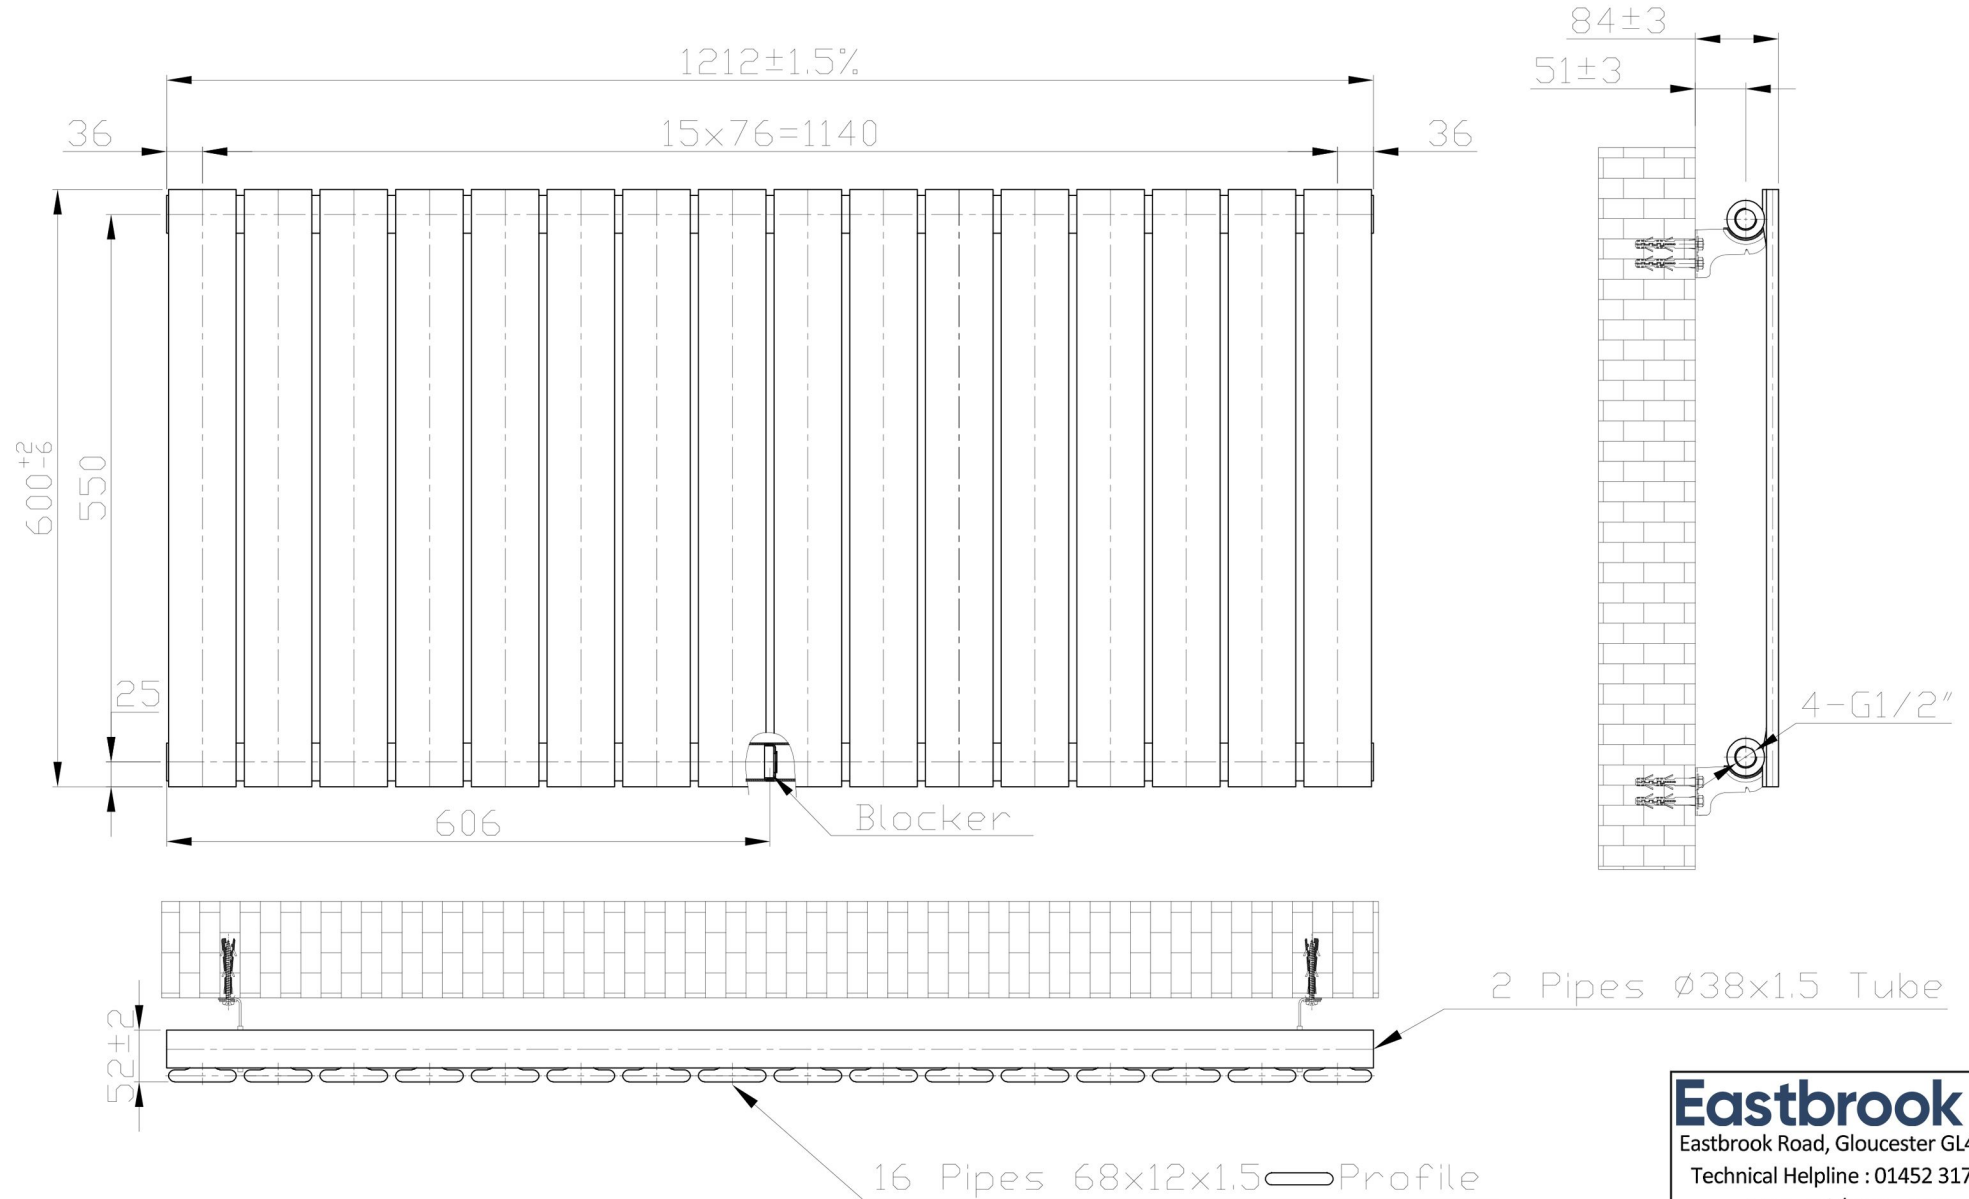 84±3
1212±1.5%
51±3
36
15x76=1140
36
600+2-6
550
25
4-G1/2"
606
Blocker
2 Pipes Ø38x1.5 Tube
52±2
16 Pipes 68x12x1.5 Profile
Eastbrook
Eastbrook Road, Gloucester GL4
Technical Helpline : 01452 317